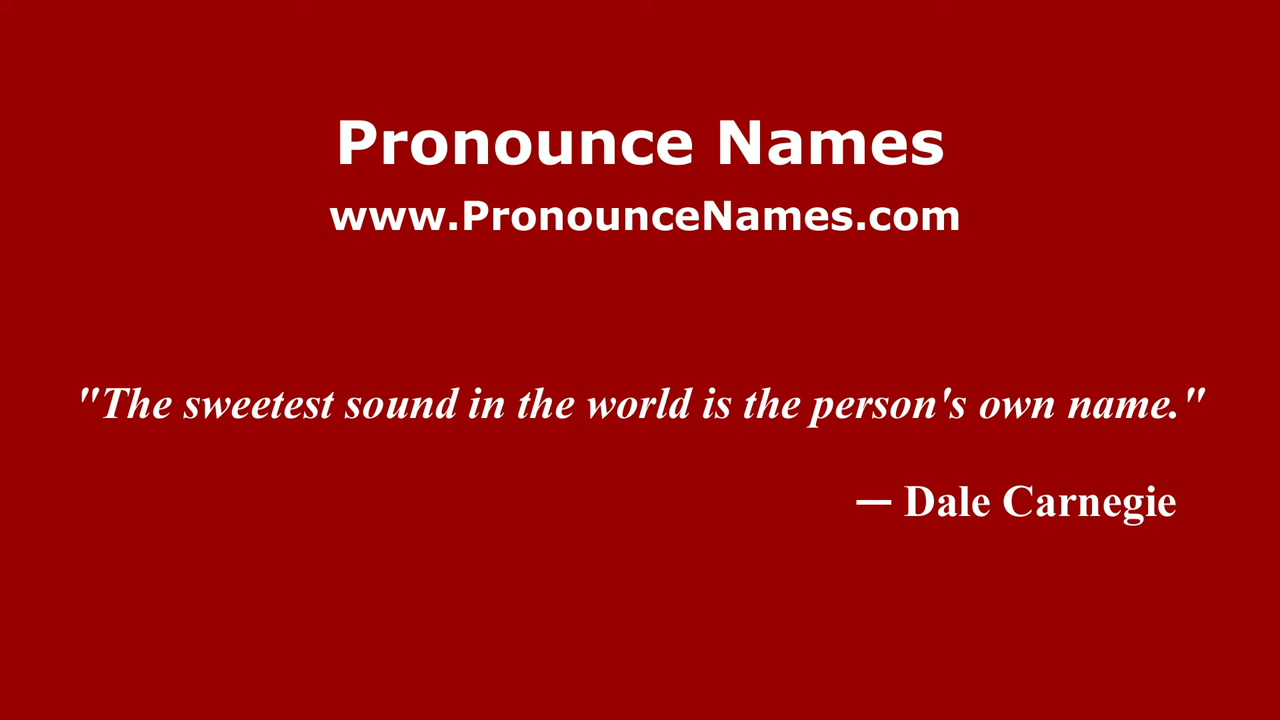 Pronounce Names
www.PronounceNames.com
"The sweetest sound in the world is the person's own name."
— Dale Carnegie